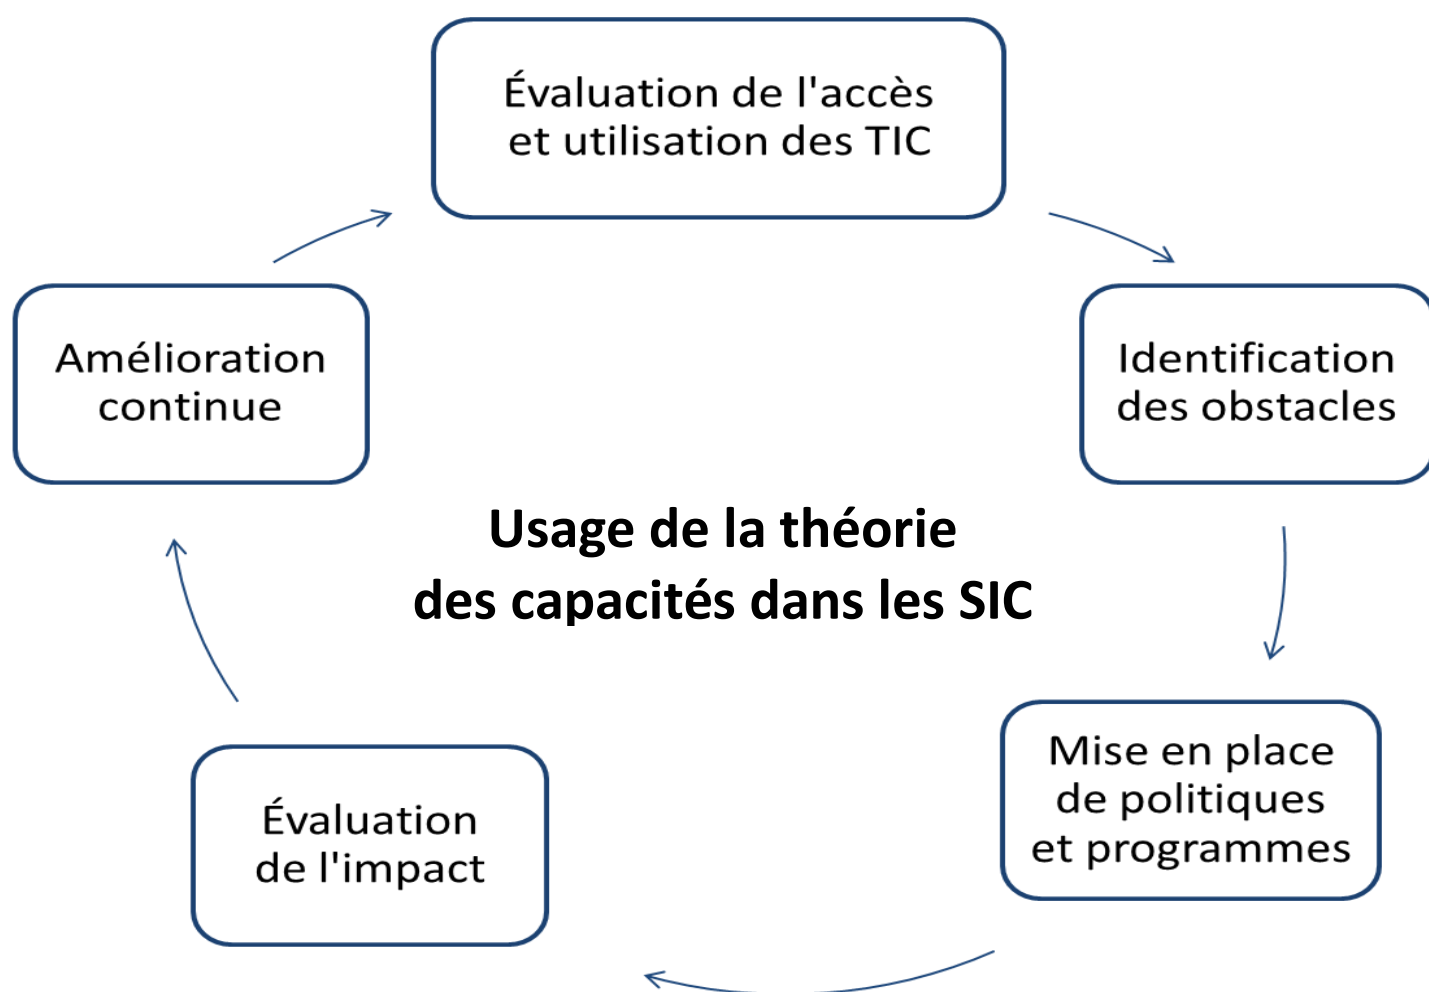 Évaluation de l'accès
et utilisation des TIC
Identification
des obstacles
Mise en place
de politiques
et programmes
Évaluation
de l'impact
Amélioration
continue
Usage de la théorie
des capacités dans les SIC